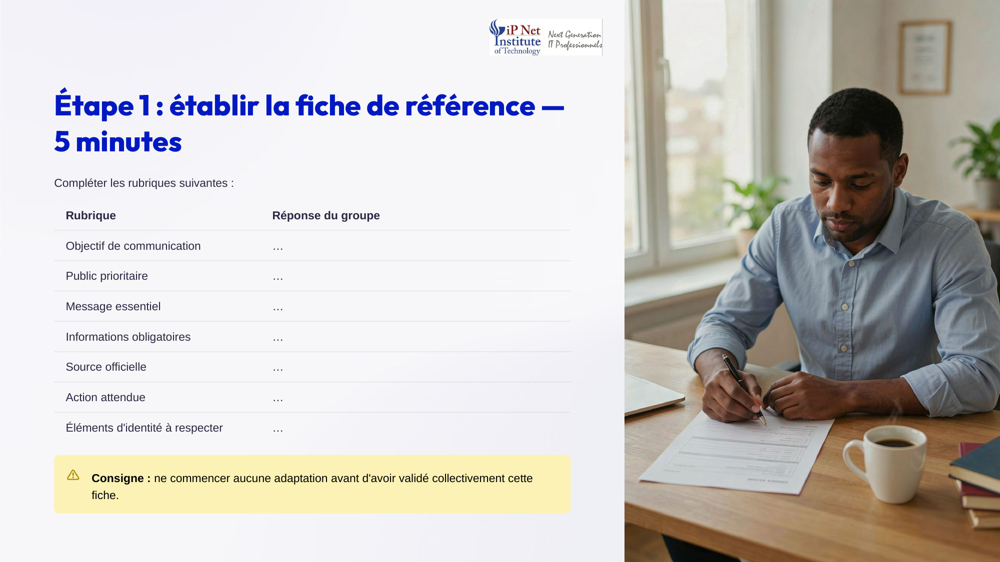 iP Net
Institute
of Technology
Next Generation
IT Professionnels
Étape 1 : établir la fiche de référence —
5 minutes
Compléter les rubriques suivantes :
Rubrique Réponse du groupe
Objectif de communication …
Public prioritaire …
Message essentiel …
Informations obligatoires …
Source officielle …
Action attendue …
Éléments d'identité à respecter …
Consigne : ne commencer aucune adaptation avant d'avoir validé collectivement cette
fiche.